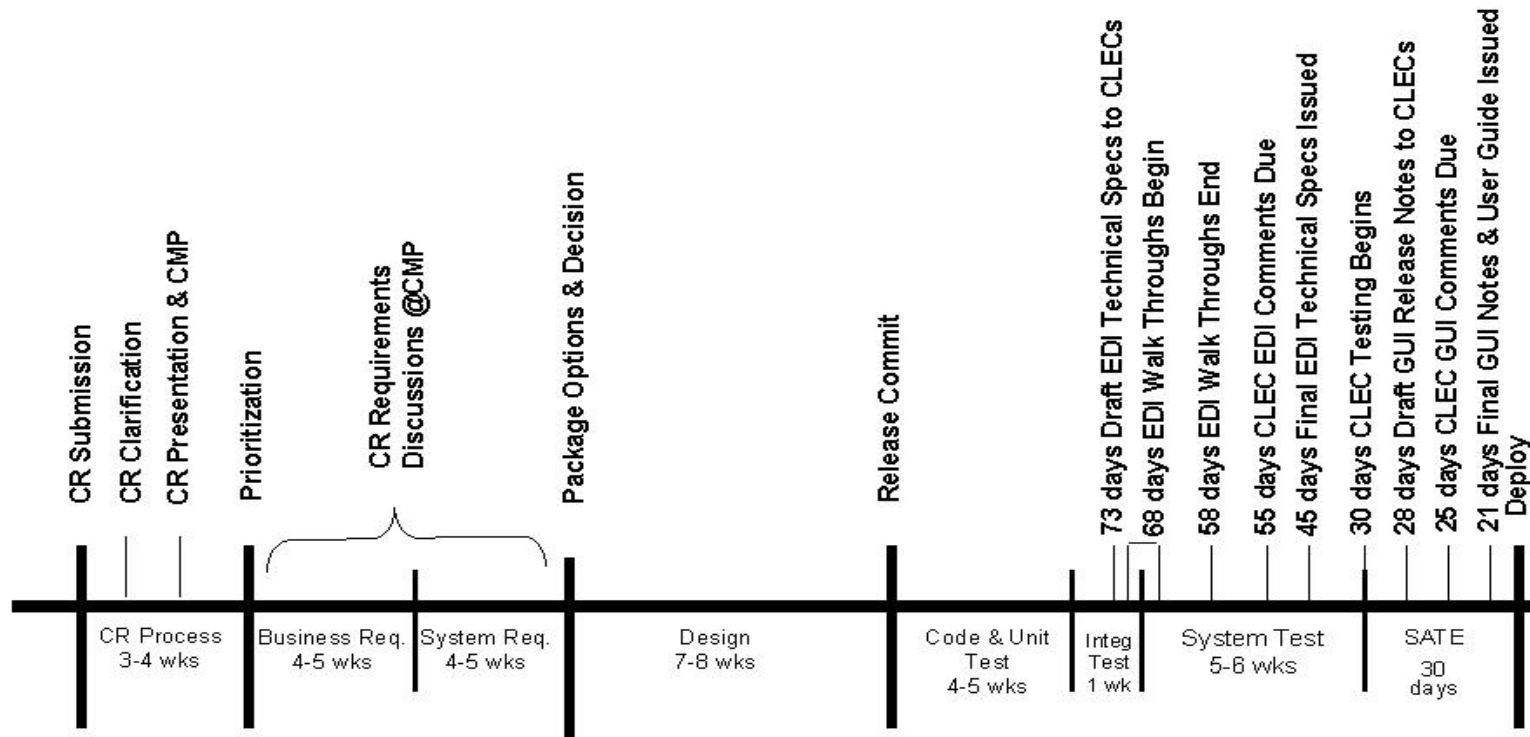 CR Submission
CR Clarification
CR Presentation & CMP
Prioritization
CR Requirements
Discussions @CMP
Package Options & Decision
Release Commit
73 days Draft EDI Technical Specs to CLECs
68 days EDI Walk Throughs Begin
58 days EDI Walk Throughs End
55 days CLEC EDI Comments Due
45 days Final EDI Technical Specs Issued
30 days CLEC Testing Begins
28 days Draft GUI Release Notes to CLECs
25 days CLEC GUI Comments Due
21 days Final GUI Notes & User Guide Issued
Deploy
CR Process
3-4 wks
Business Req.
4-5 wks
System Req.
4-5 wks
Design
7-8 wks
Code & Unit
Test
4-5 wks
Integ
Test
1 wk
System Test
5-6 wks
SATE
30
days